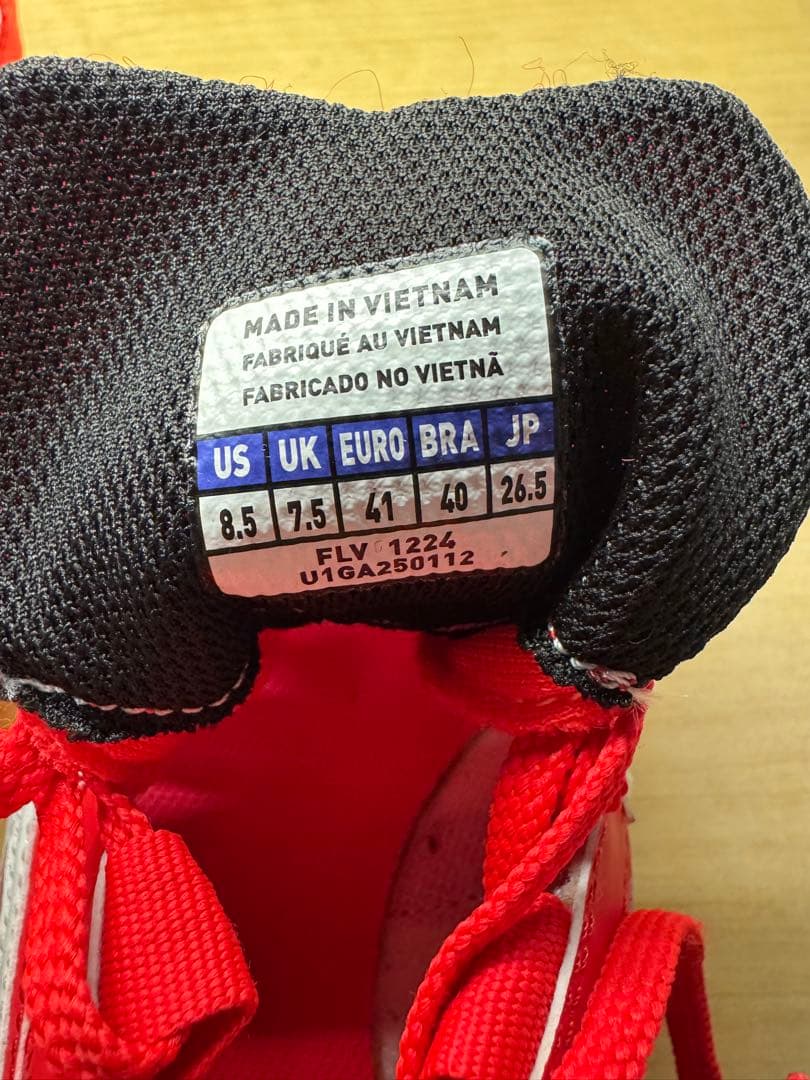 MADE IN VIETNAM
FABRIQUÉ AU VIETNAM
FABRICADO NO VIETNÃ
US UK EURO BRA JP
8.5 7.5 41 40 26.5
FLV 1224
U1GA250112